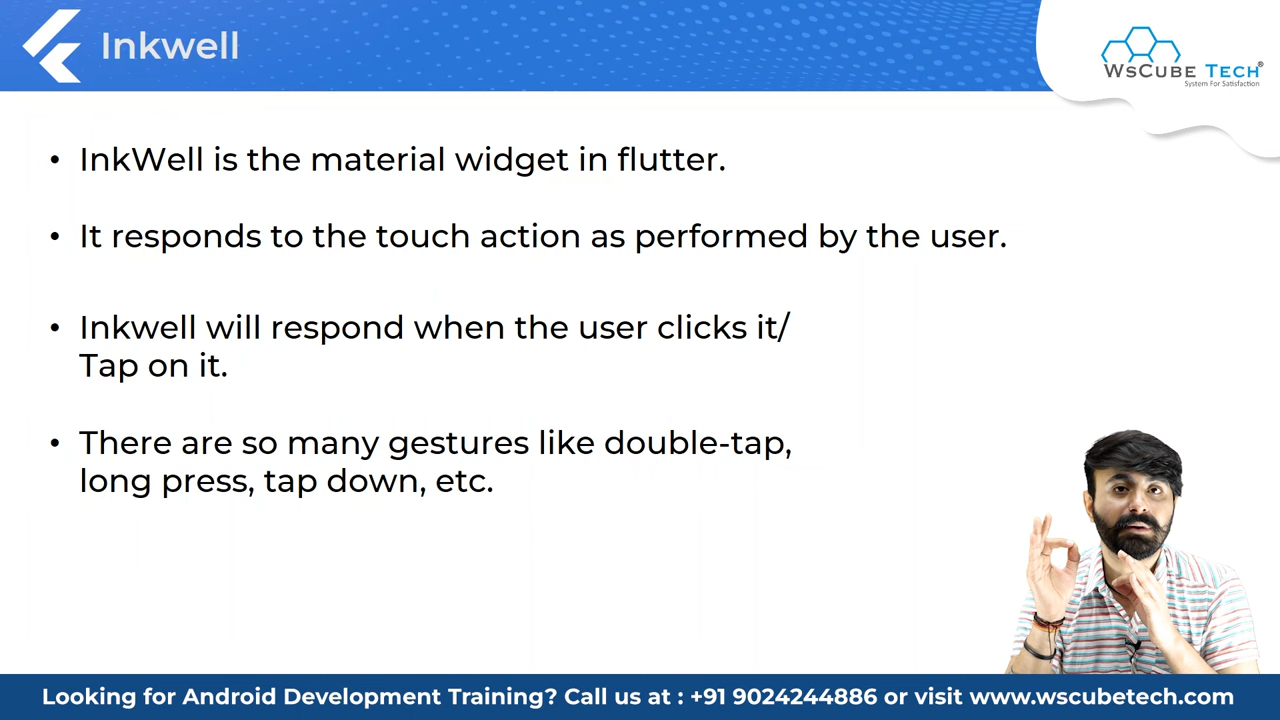 Inkwell
WsCube Tech®
System For Satisfaction
• InkWell is the material widget in flutter.
• It responds to the touch action as performed by the user.
• Inkwell will respond when the user clicks it/
Tap on it.
• There are so many gestures like double-tap,
long press, tap down, etc.
Looking for Android Development Training? Call us at : +91 9024244886 or visit www.wscubetech.com